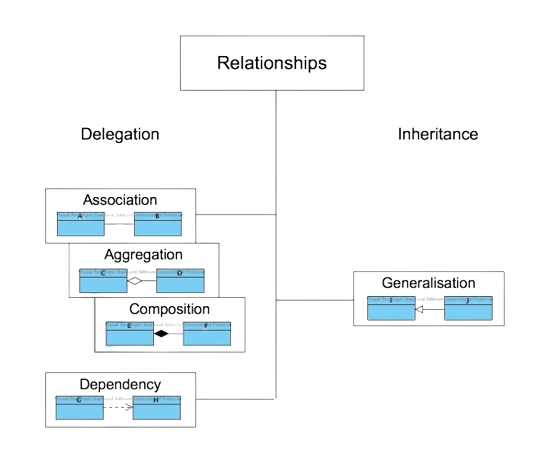 Relationships
Delegation
Inheritance
Association
A
B
Aggregation
C
D
Composition
E
F
Generalisation
I
J
Dependency
G
H